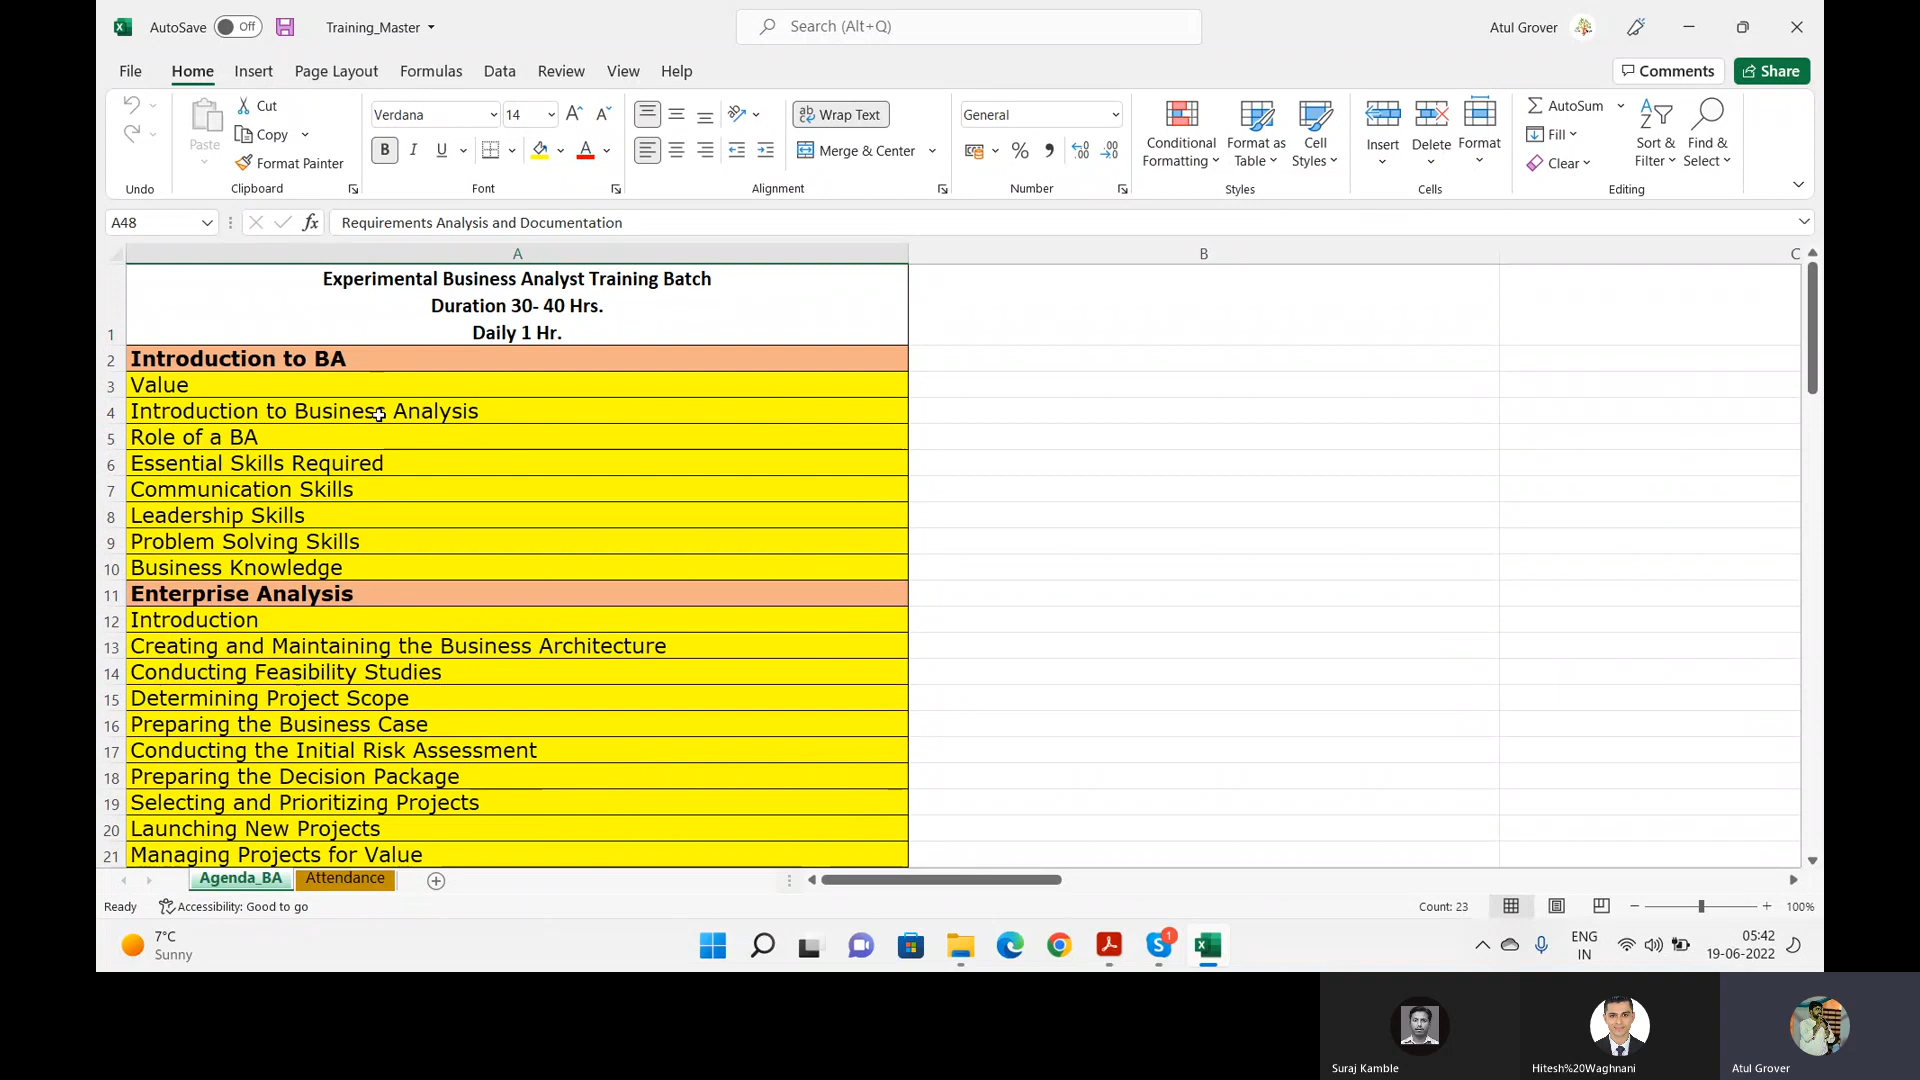 AutoSave Off Training_Master Search (Alt+Q) Atul Grover
File Home Insert Page Layout Formulas Data Review View Help Comments Share
Cut
Copy
Format Painter
Paste
Verdana 14
B I U A
Wrap Text
Merge & Center
General
Conditional Formatting
Format as Table
Cell Styles
Insert Delete Format
AutoSum
Fill
Clear
Sort & Filter
Find & Select
Undo Clipboard Font Alignment Number Styles Cells Editing
A48 fx Requirements Analysis and Documentation
A B C
Experimental Business Analyst Training Batch
Duration 30- 40 Hrs.
1 Daily 1 Hr.
2 Introduction to BA
3 Value
4 Introduction to Business Analysis
5 Role of a BA
6 Essential Skills Required
7 Communication Skills
8 Leadership Skills
9 Problem Solving Skills
10 Business Knowledge
11 Enterprise Analysis
12 Introduction
13 Creating and Maintaining the Business Architecture
14 Conducting Feasibility Studies
15 Determining Project Scope
16 Preparing the Business Case
17 Conducting the Initial Risk Assessment
18 Preparing the Decision Package
19 Selecting and Prioritizing Projects
20 Launching New Projects
21 Managing Projects for Value
Agenda_BA Attendance
Ready Accessibility: Good to go Count: 23 100%
7°C
Sunny
1
ENG
IN
05:42
19-06-2022
Suraj Kamble Hitesh%20Waghnani Atul Grover